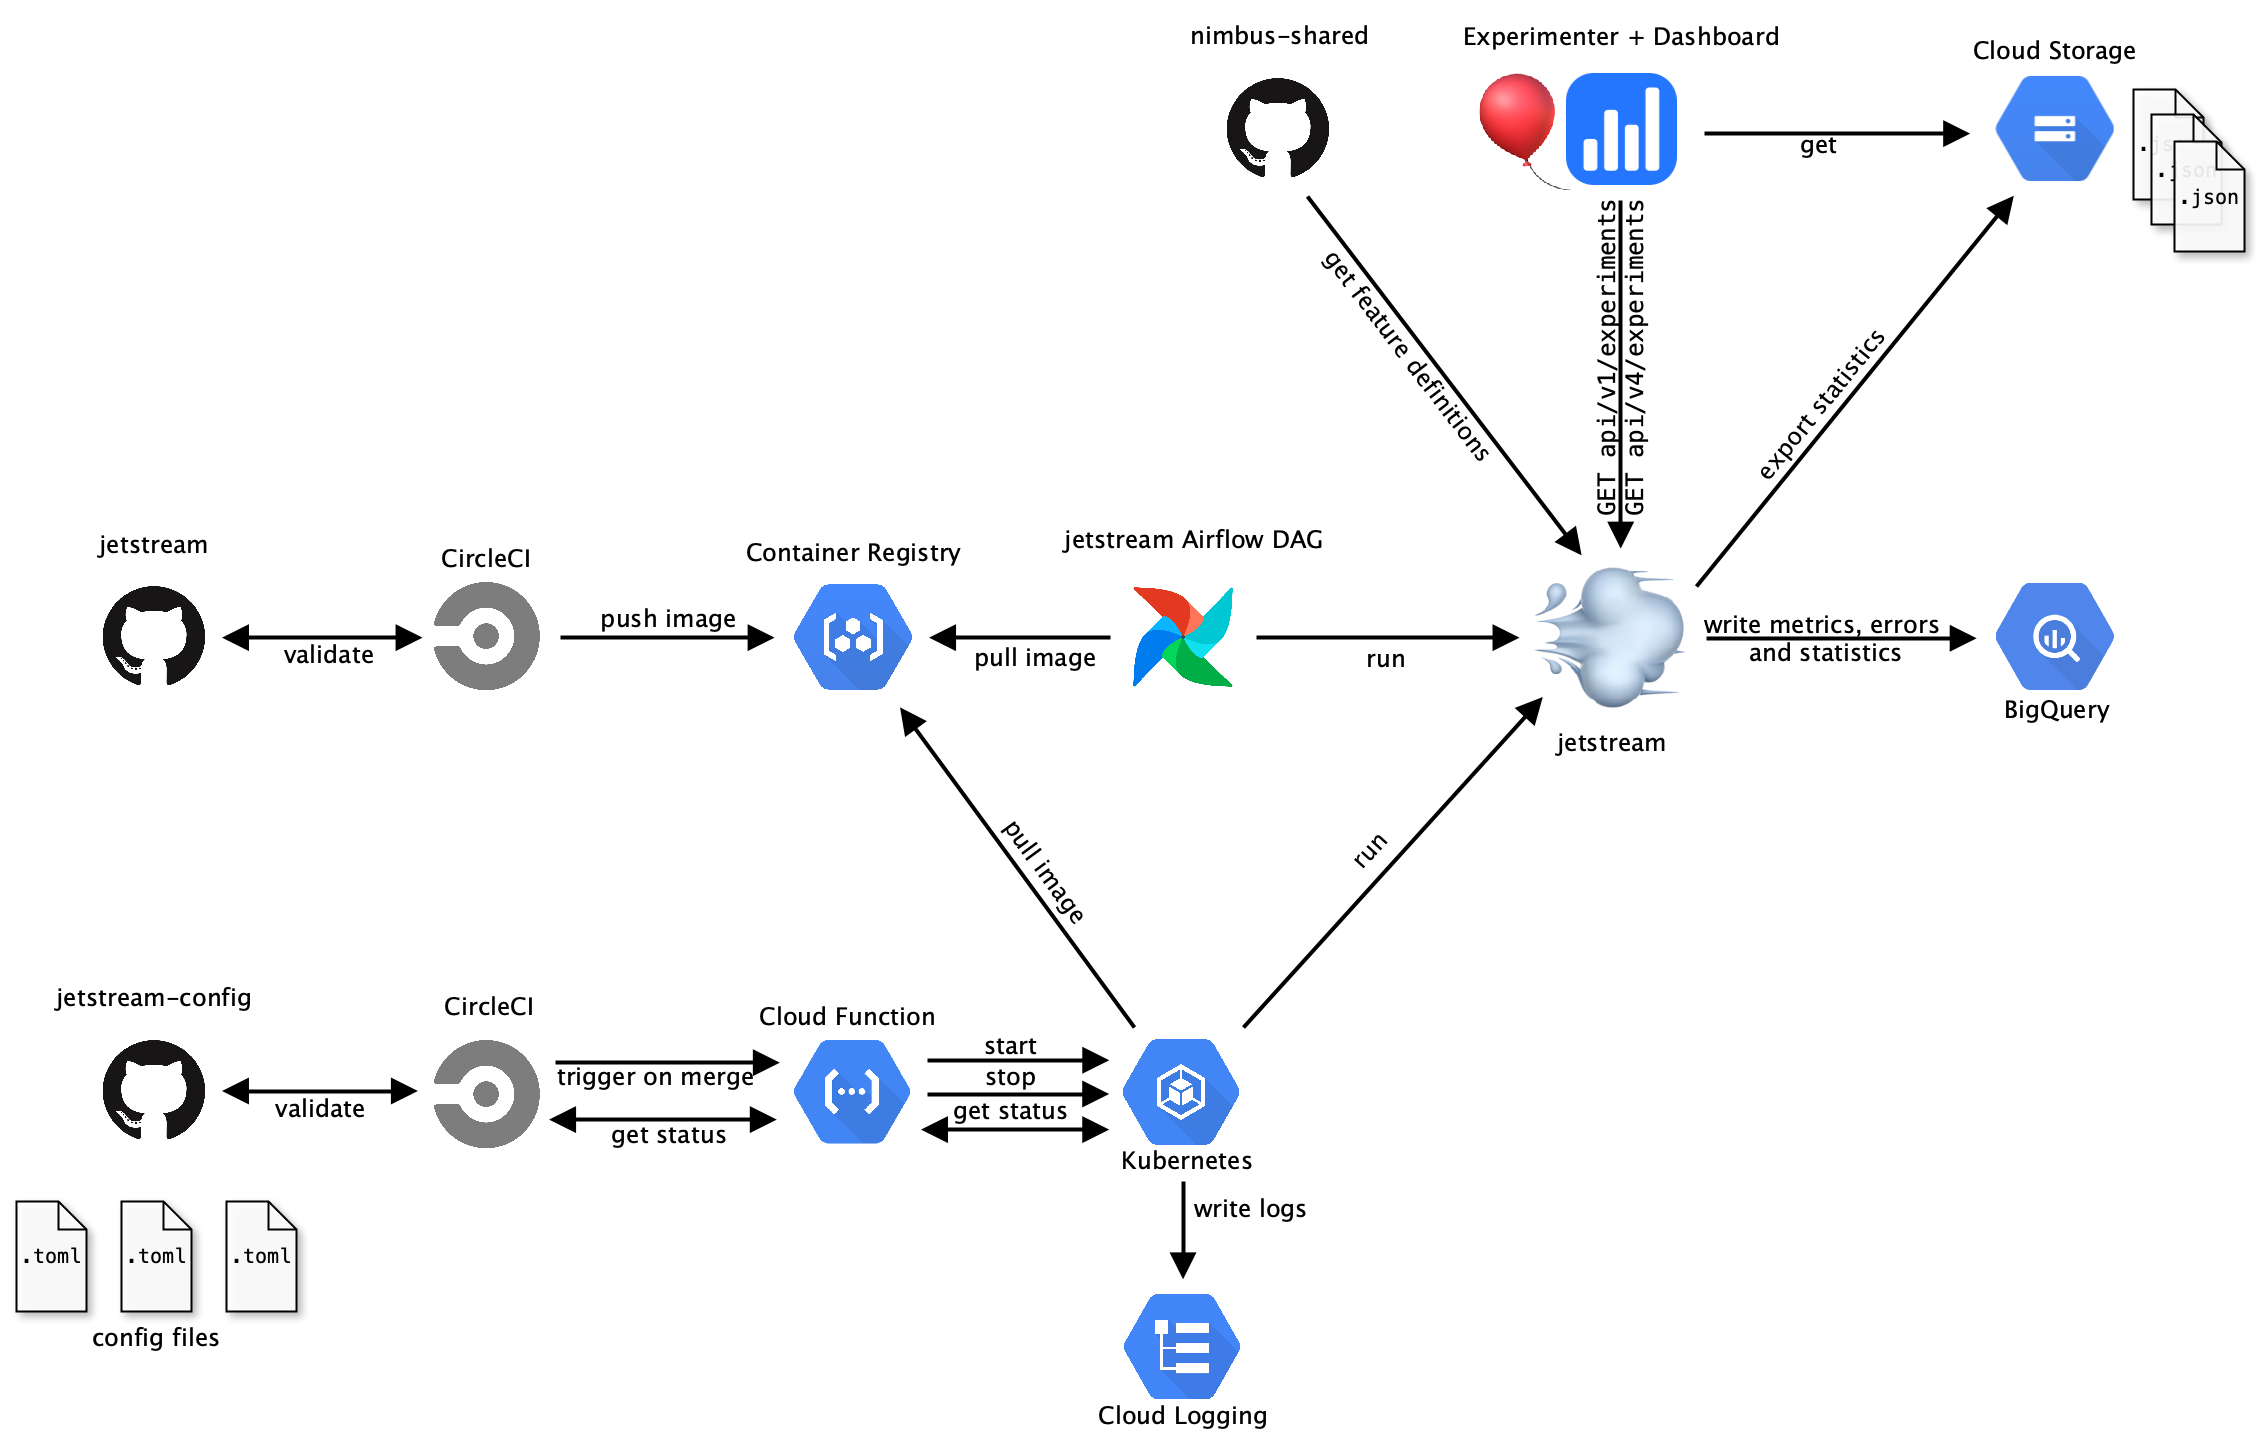 nimbus-shared
Experimenter + Dashboard
Cloud Storage
get
.json
.json
.json
get feature definitions
GET api/v1/experiments
GET api/v4/experiments
export statistics
jetstream
CircleCI
Container Registry
jetstream Airflow DAG
validate
push image
pull image
run
write metrics, errors
and statistics
BigQuery
jetstream
pull image
run
jetstream-config
CircleCI
Cloud Function
validate
trigger on merge
get status
start
stop
get status
Kubernetes
write logs
.toml
.toml
.toml
config files
Cloud Logging